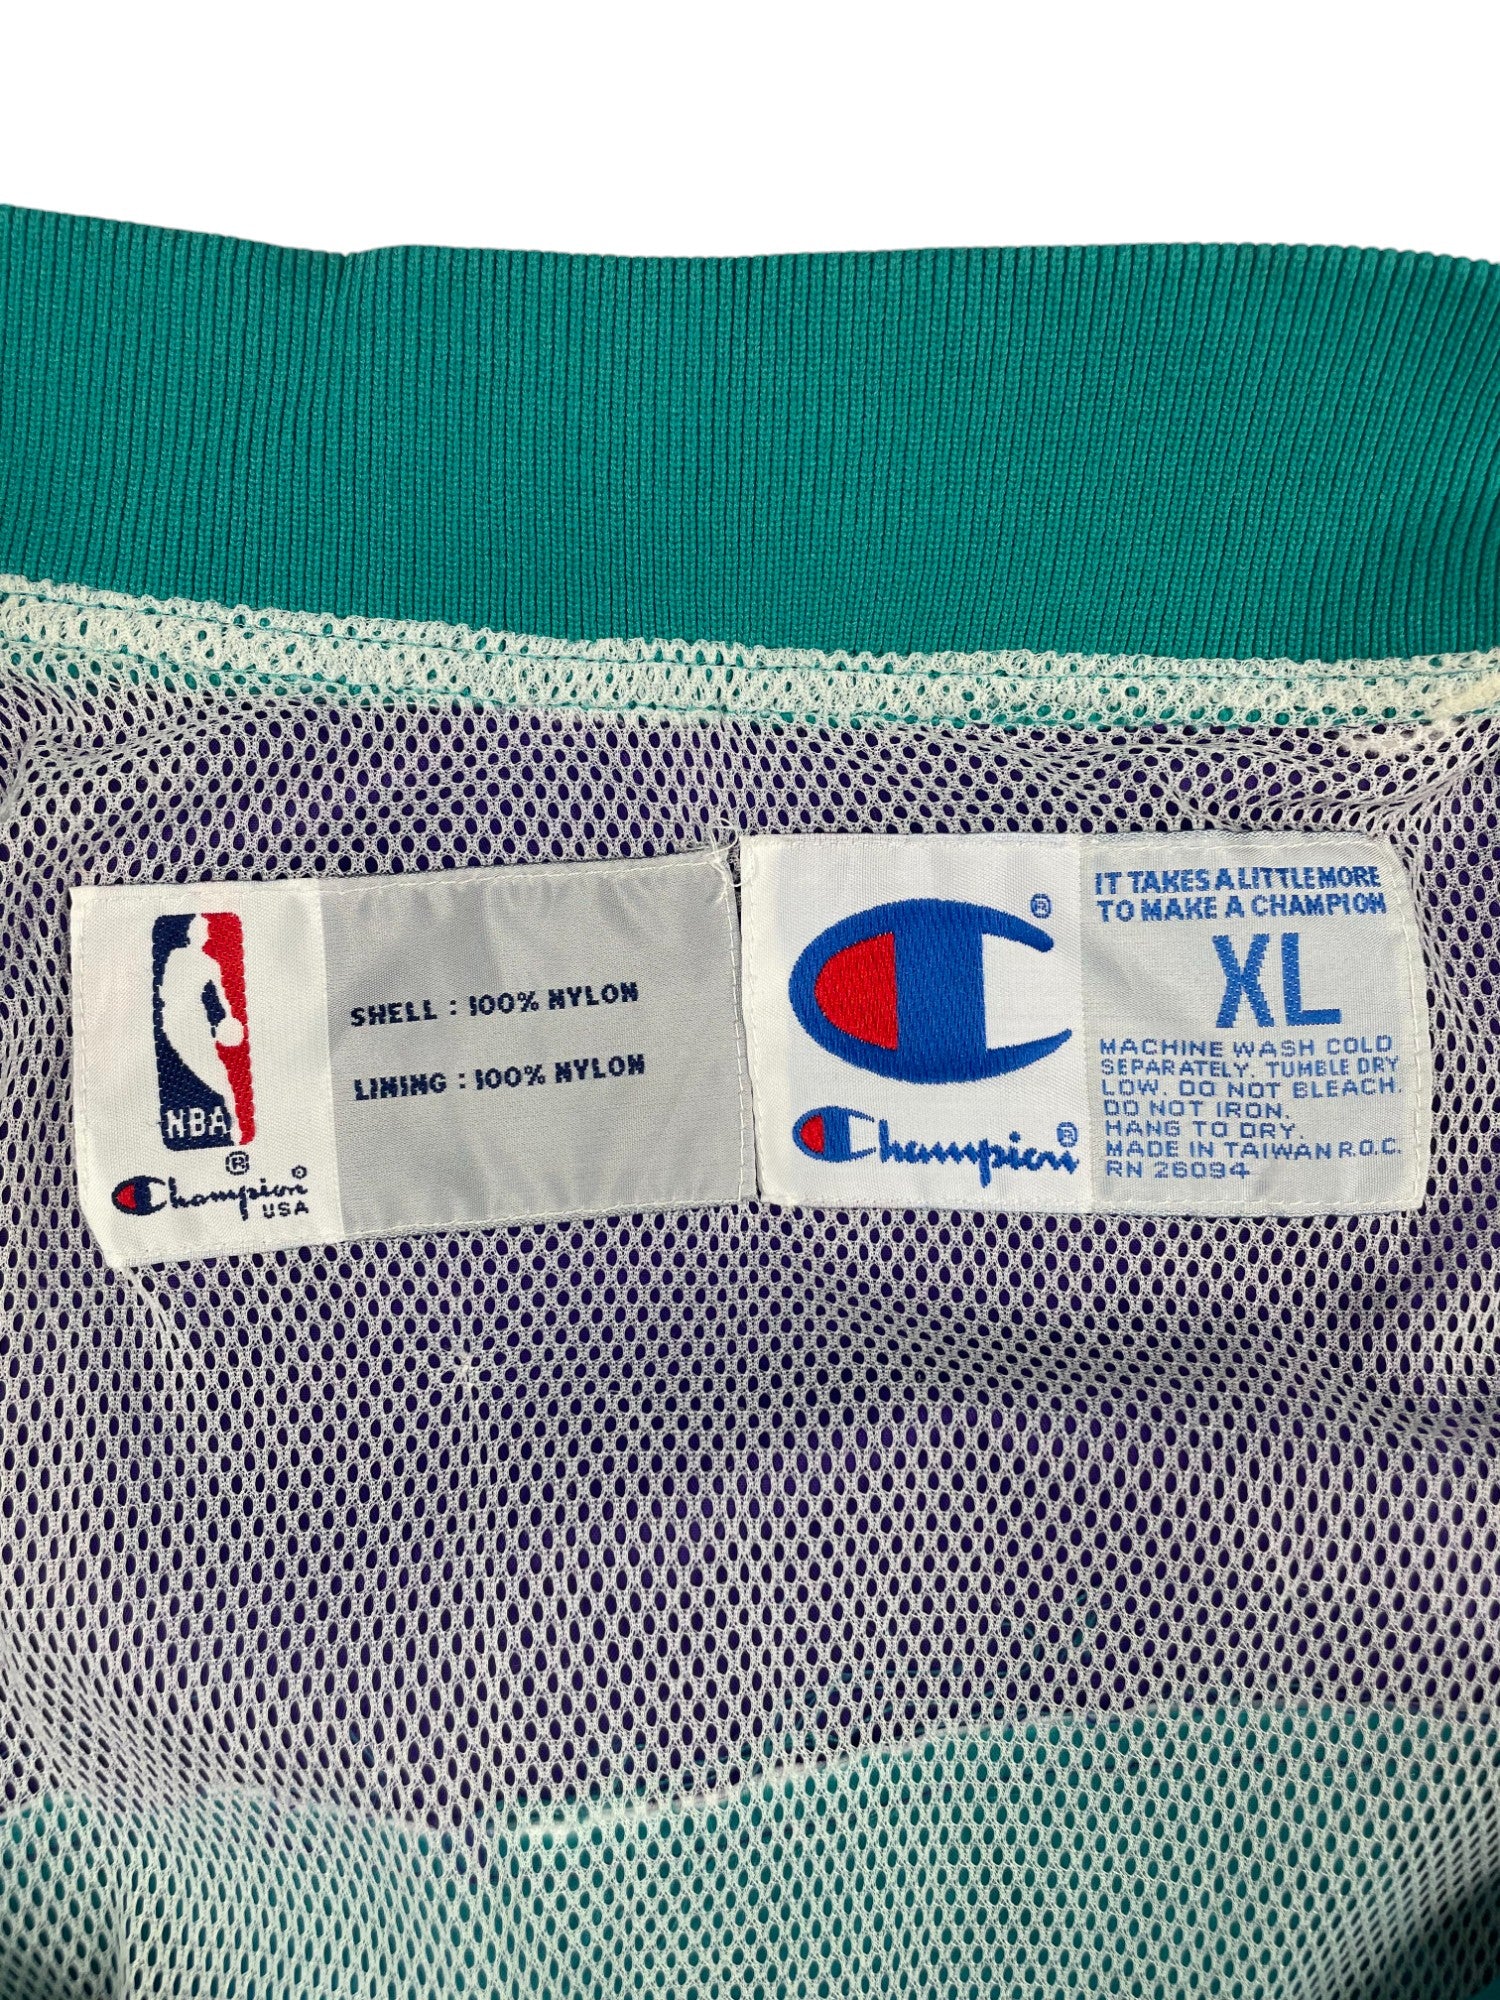 NBA
®
Champion ©
USA
SHELL : 100% NYLON
LINING : 100% NYLON
®
Champion®
IT TAKES A LITTLE MORE
TO MAKE A CHAMPION
XL
MACHINE WASH COLD
SEPARATELY. TUMBLE DRY
LOW. DO NOT BLEACH.
DO NOT IRON.
HANG TO DRY.
MADE IN TAIWAN R.O.C.
RN 26094